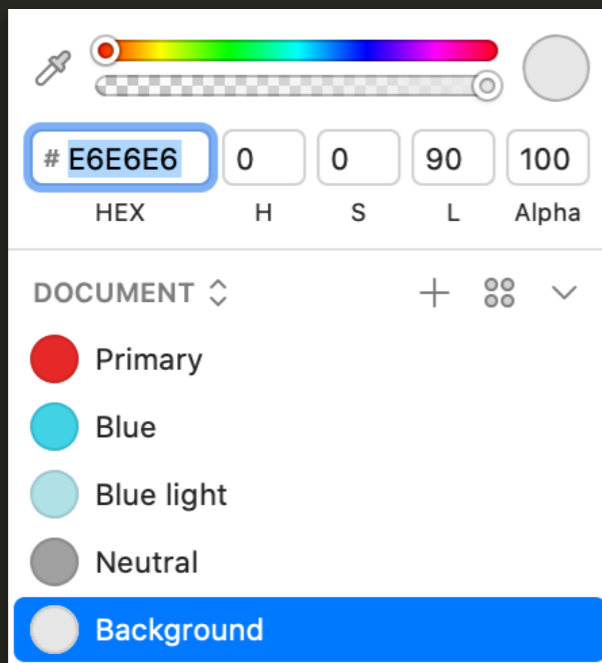 # E6E6E6 0 0 90 100
HEX H S L Alpha
DOCUMENT
Primary
Blue
Blue light
Neutral
Background